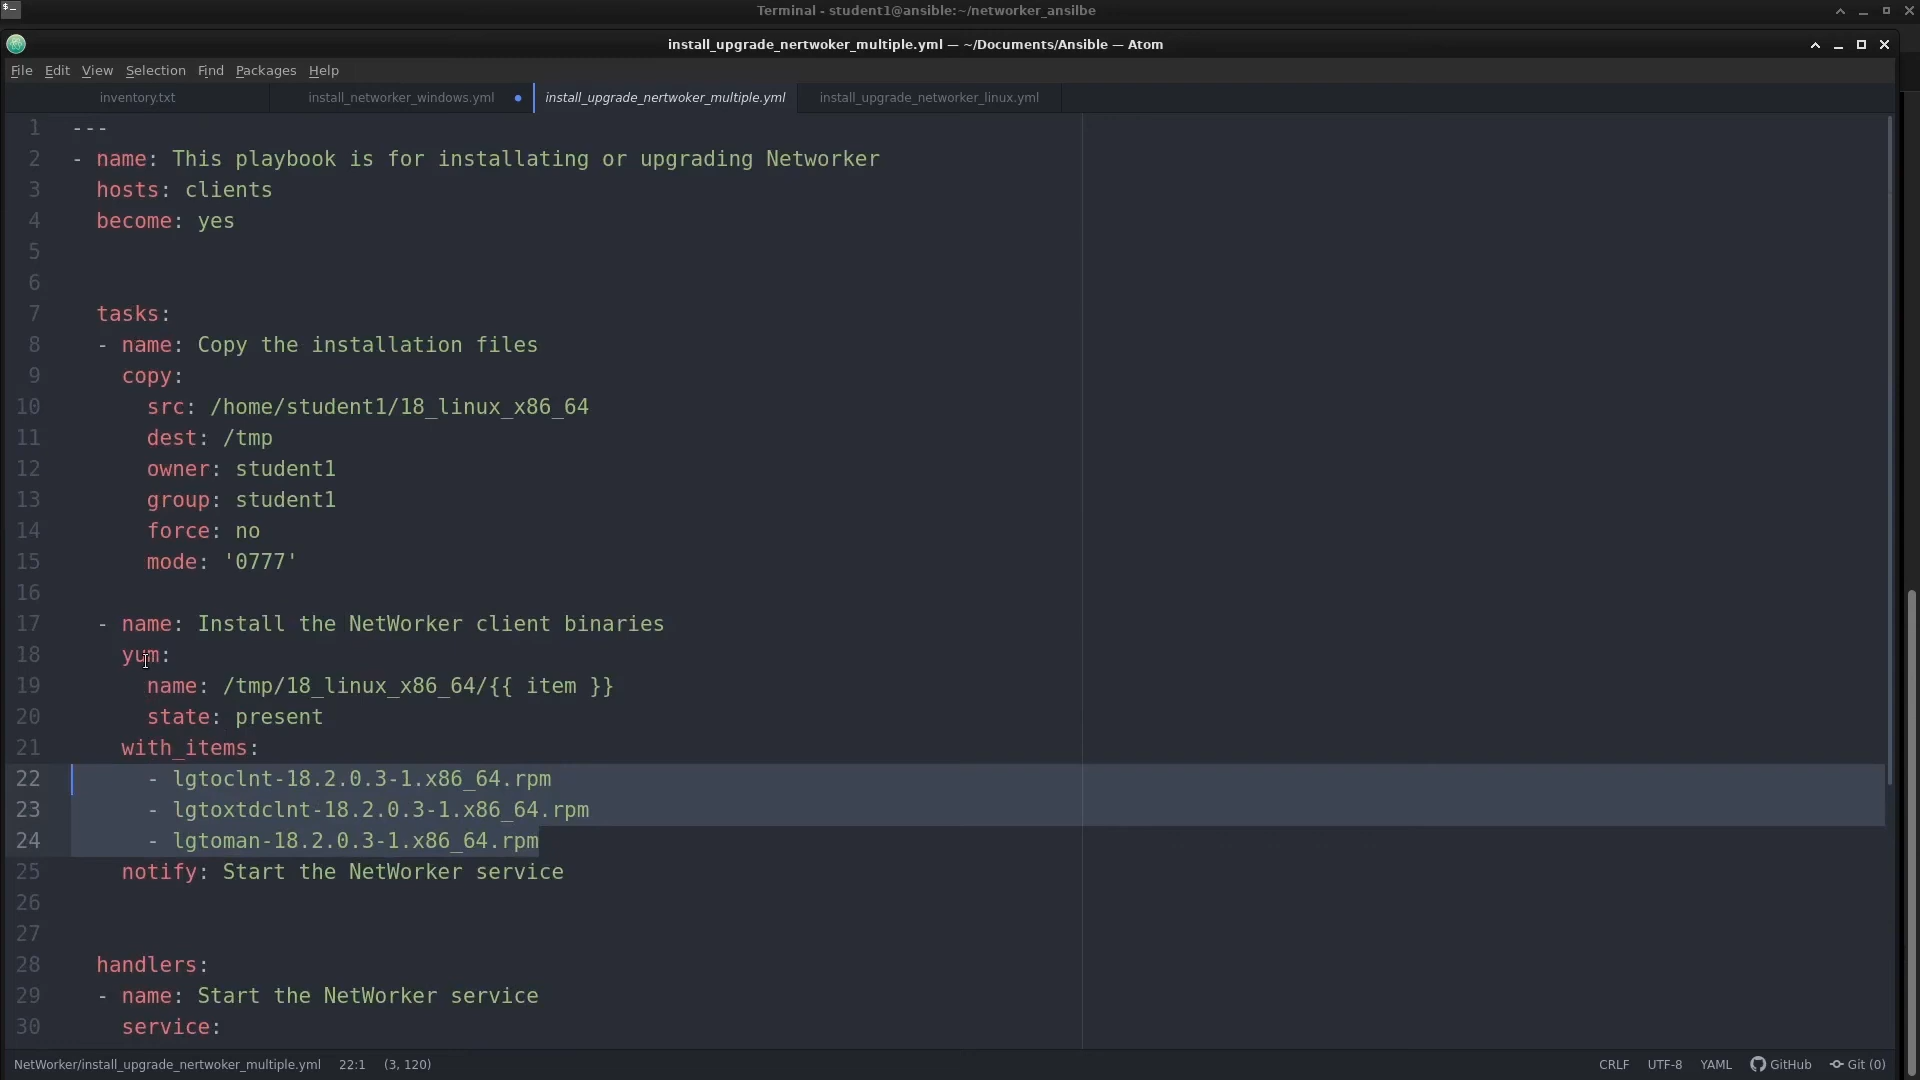 Terminal - student1@ansible:~/networker_ansilbe
install_upgrade_nertwoker_multiple.yml — ~/Documents/Ansible — Atom
File Edit View Selection Find Packages Help
inventory.txt install_networker_windows.yml install_upgrade_nertwoker_multiple.yml install_upgrade_networker_linux.yml
1 ---
2 - name: This playbook is for installating or upgrading Networker
3 hosts: clients
4 become: yes
5
6
7 tasks:
8 - name: Copy the installation files
9 copy:
10 src: /home/student1/18_linux_x86_64
11 dest: /tmp
12 owner: student1
13 group: student1
14 force: no
15 mode: '0777'
16
17 - name: Install the NetWorker client binaries
18 yum:
19 name: /tmp/18_linux_x86_64/{{ item }}
20 state: present
21 with_items:
22 - lgtoclnt-18.2.0.3-1.x86_64.rpm
23 - lgtoxtdclnt-18.2.0.3-1.x86_64.rpm
24 - lgtoman-18.2.0.3-1.x86_64.rpm
25 notify: Start the NetWorker service
26
27
28 handlers:
29 - name: Start the NetWorker service
30 service:
NetWorker/install_upgrade_nertwoker_multiple.yml 22:1 (3, 120) CRLF UTF-8 YAML GitHub Git (0)